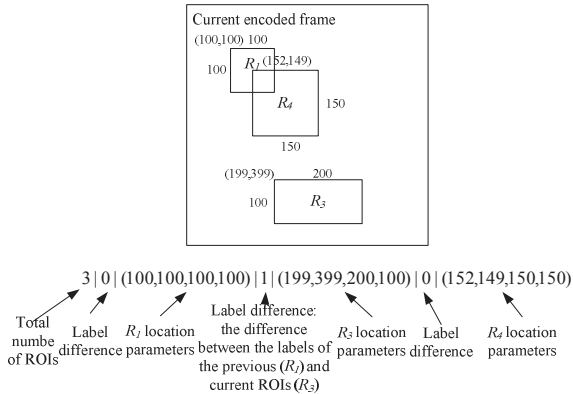 Current encoded frame
(100,100) 100
100
R1
(152,149)
R4
150
150
(199,399)
200
100
R3
3|0|(100,100,100,100)|1|(199,399,200,100)|0|(152,149,150,150)
Total
numbe
of ROIs
Label
difference
R1 location
parameters
Label difference:
the difference
between the labels of
the previous (R1) and
current ROIs (R3)
R3 location
parameters
Label
difference
R4 location
parameters